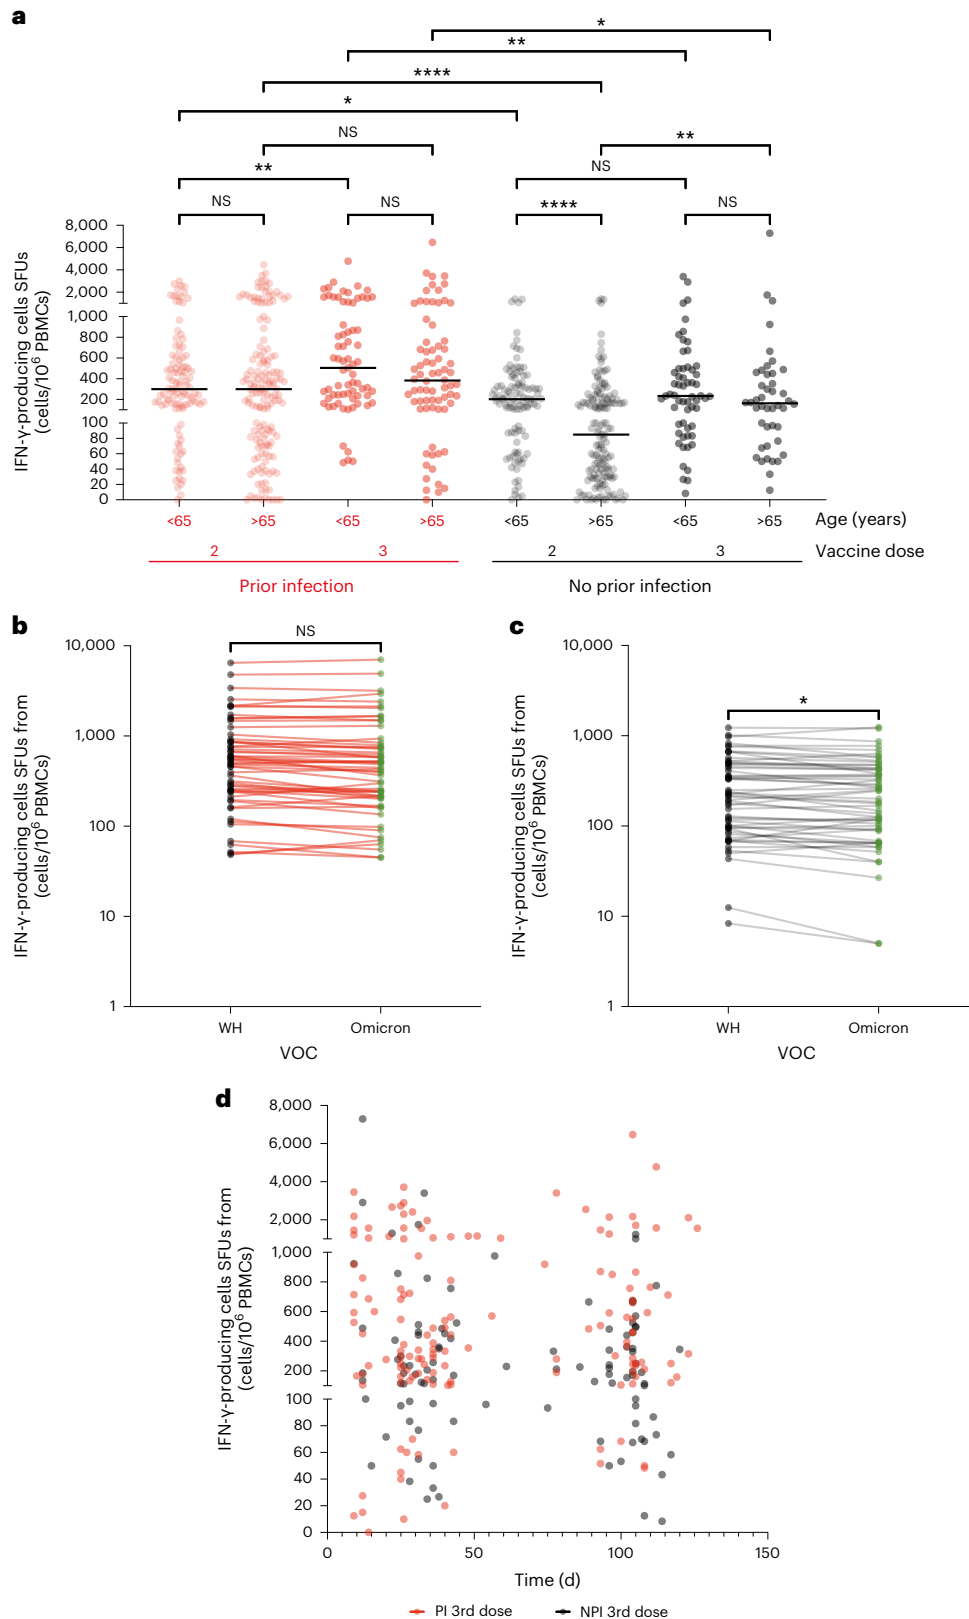 a
*
**
****
*
NS
**
**
NS
NS
NS
****
NS
8,000
6,000
4,000
2,000
1,000
800
600
400
200
100
80
60
40
20
0
IFN-γ-producing cells SFUs
(cells/10⁶ PBMCs)
<65 >65 <65 >65 <65 >65 <65 >65 Age (years)
2 3 2 3 Vaccine dose
Prior infection No prior infection
b
NS
10,000
1,000
100
10
1
IFN-γ-producing cells SFUs from
(cells/10⁶ PBMCs)
WH Omicron
VOC
c
*
10,000
1,000
100
10
1
IFN-γ-producing cells SFUs from
(cells/10⁶ PBMCs)
WH Omicron
VOC
d
8,000
6,000
4,000
2,000
1,000
800
600
400
200
100
80
60
40
20
0
IFN-γ-producing cells SFUs from
(cells/10⁶ PBMCs)
0 50 100 150
Time (d)
PI 3rd dose NPI 3rd dose